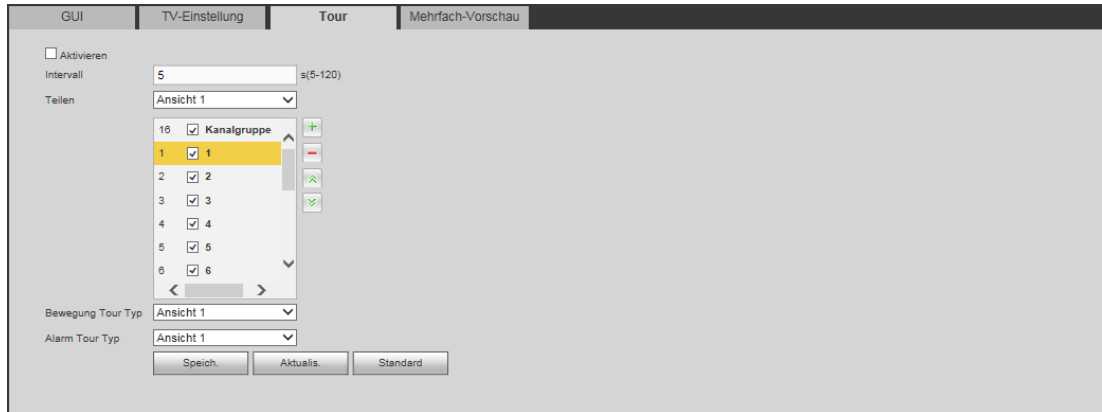 GUI TV-Einstellung Tour Mehrfach-Vorschau
Aktivieren
Intervall 5 s(5-120)
Teilen Ansicht 1
16 Kanalgruppe
1 1
2 2
3 3
4 4
5 5
6 6
Bewegung Tour Typ Ansicht 1
Alarm Tour Typ Ansicht 1
Speich. Aktualis. Standard